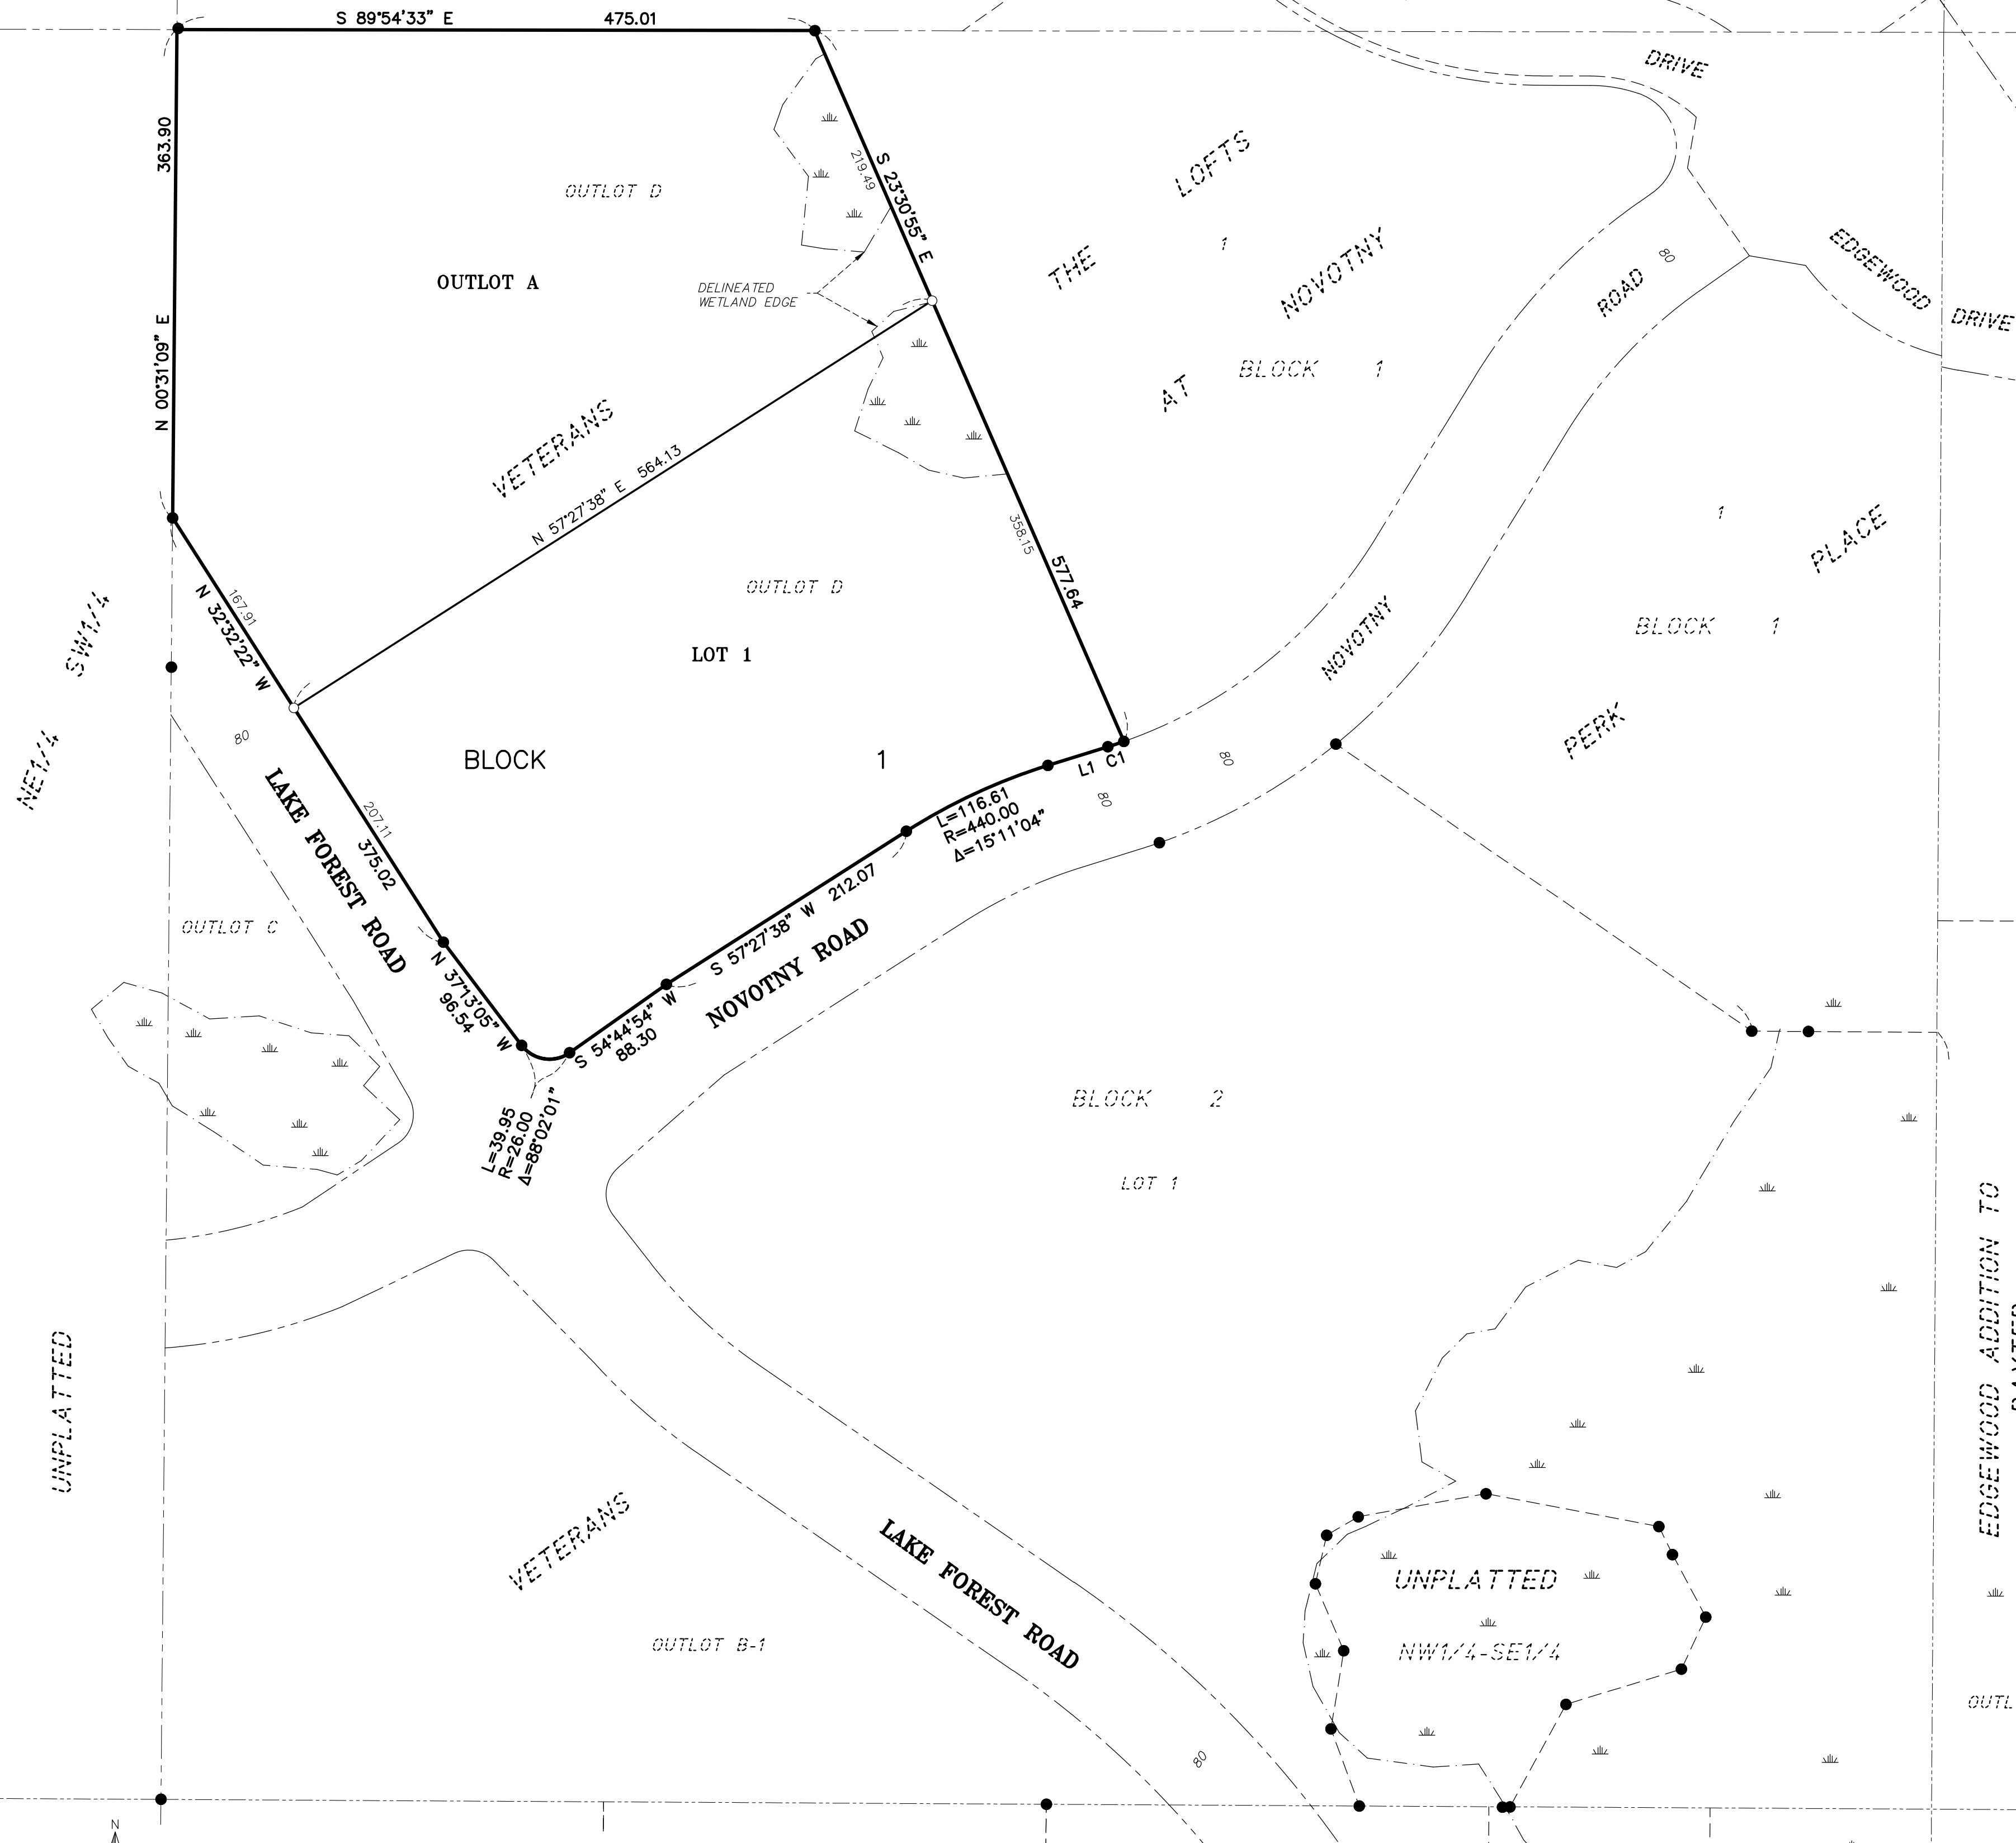 S 89°54'33" E 475.01
DRIVE
363.90
N 00°31'09" E
OUTLOT D
OUTLOT A
219.49
S 23°30'55" E
DELINEATED
WETLAND EDGE
THE
LOFTS
1
AT
NOVOTNY
BLOCK 1
80
ROAD
EDGEWOOD
DRIVE
VETERANS
N 57°27'38" E 564.13
358.15
577.64
OUTLOT D
LOT 1
BLOCK 1
1
PLACE
BLOCK 1
PERK
NOVOTNY
NE1/4
SW1/4
167.91
N 32°32'22" W
80
207.11
375.02
LAKE FOREST ROAD
OUTLOT C
L1 C1
80
80
L=116.61
R=440.00
Δ=15°11'04"
S 57°27'38" W 212.07
NOVOTNY ROAD
N 37°13'05" W
96.54
S 54°44'54" W
88.30
L=39.95
R=26.00
Δ=88°02'01"
BLOCK 2
LOT 1
UNPLATTED
VETERANS
OUTLOT B-1
LAKE FOREST ROAD
80
UNPLATTED
NW1/4-SE1/4
EDGEWOOD ADDITION TO
OUTL
N